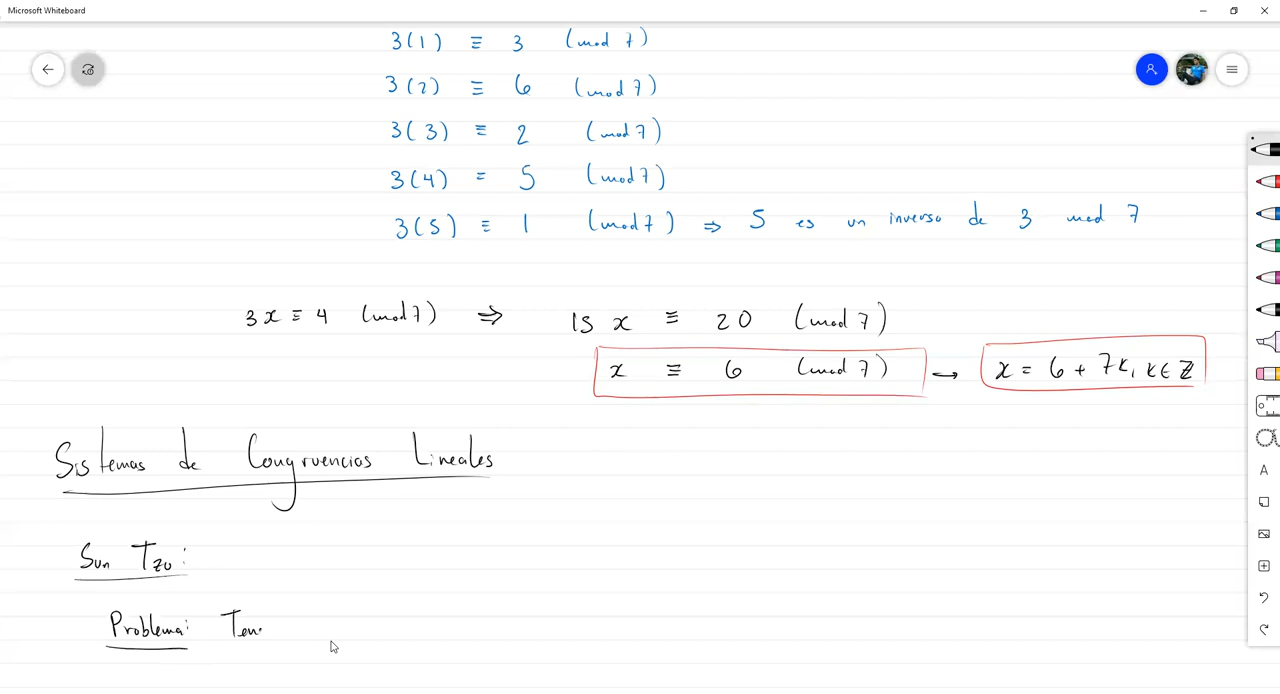 Microsoft Whiteboard
3(1) ≡ 3 (mod 7)
3(2) ≡ 6 (mod 7)
3(3) ≡ 2 (mod 7)
3(4) = 5 (mod 7)
3(5) ≡ 1 (mod 7) ⇒ 5 es un inverso de 3 mod 7
3x ≡ 4 (mod 7) ⇒ 15 x ≡ 20 (mod 7)
x ≡ 6 (mod 7) → x = 6 + 7k, k ∈ ℤ
Sistemas de Congruencias Lineales
Sun Tzu:
Problema: Ten